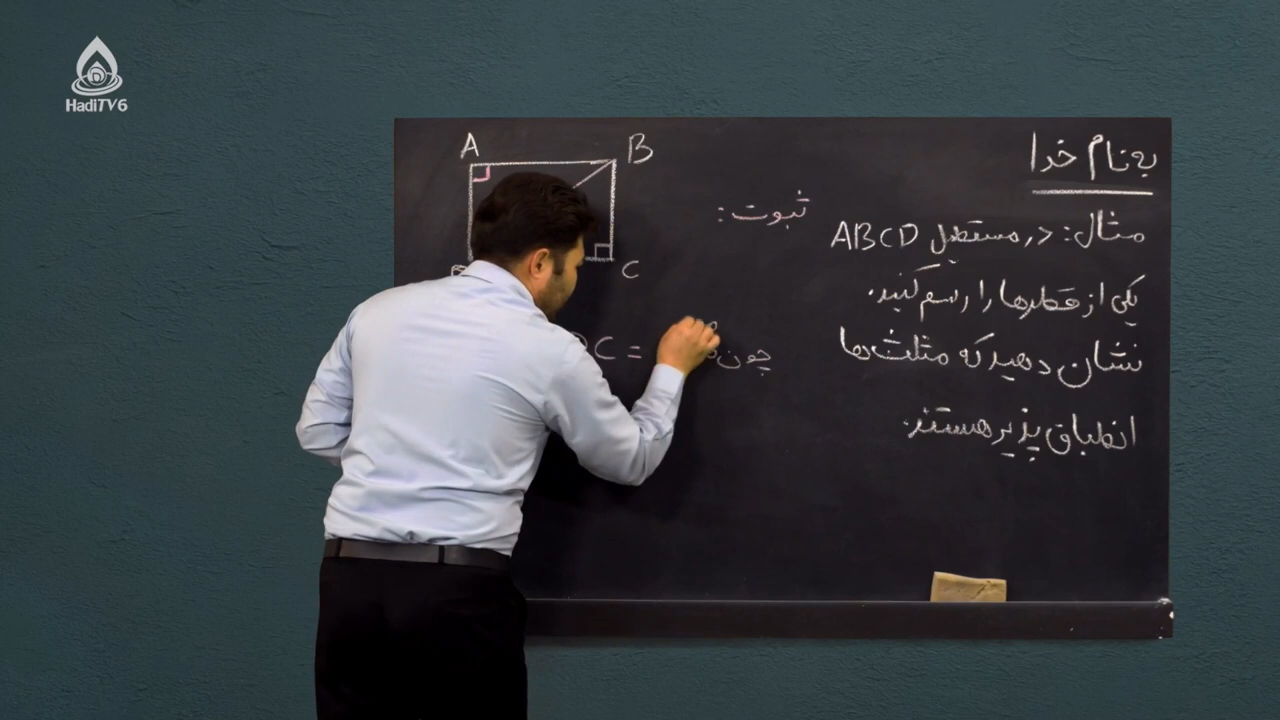 HadiTV6
به نام خدا
مثال: در مستطیل ABCD
یکی از قطرها را رسم کنید.
نشان دهید که مثلث ها
انطباق پذیر هستند.
ثبوت:
A
B
C
چون
C =